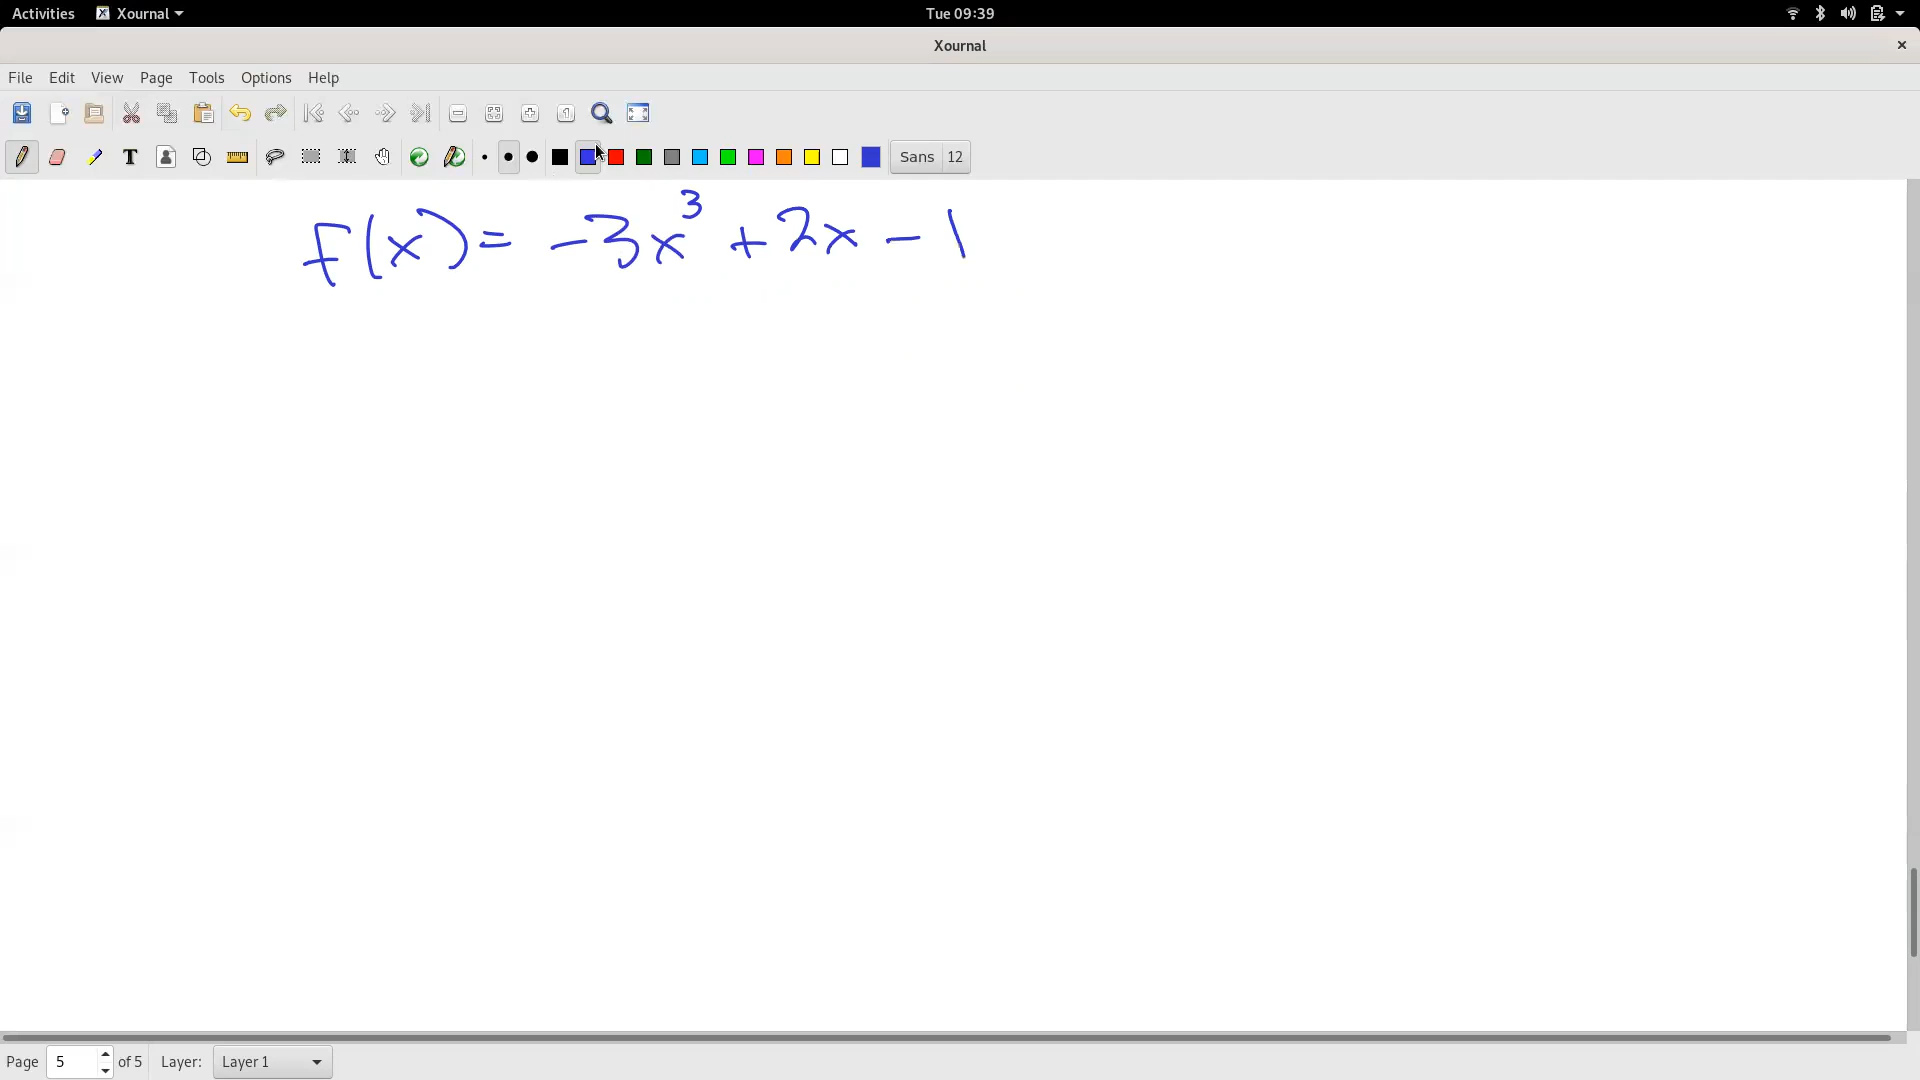 Activities Xournal Tue 09:39
Xournal
File Edit View Page Tools Options Help
T Sans 12
f(x) = -3x³ + 2x - 1
Page 5 of 5 Layer: Layer 1